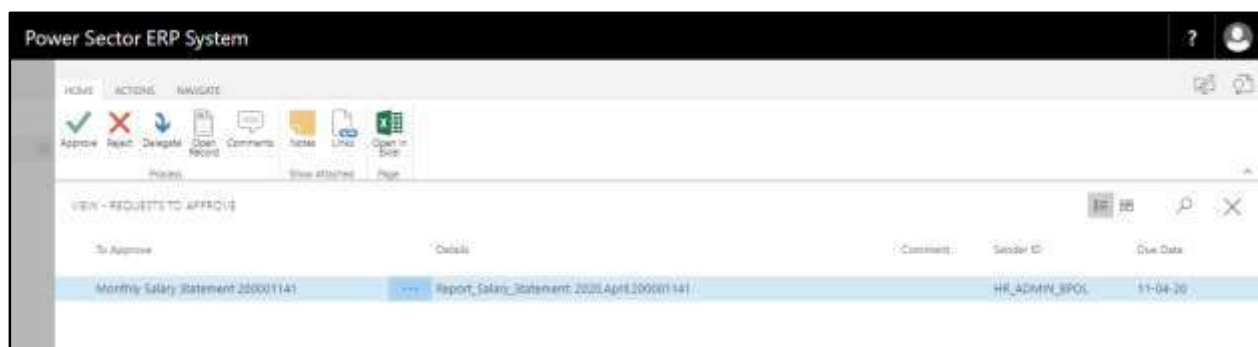 Power Sector ERP System
?
HOME ACTIONS NAVIGATE
Approve Reject Delegate Open Record Comments Notes Links Open in Excel
Process Show Attached Page
VIEW - REQUESTS TO APPROVE
To Approve Details Comment Sender ID Due Date
Monthly Salary Statement 200001141 ... Report_Salary_Statement: 2020.April.200001141 HR_ADMIN_BPOL 11-04-20